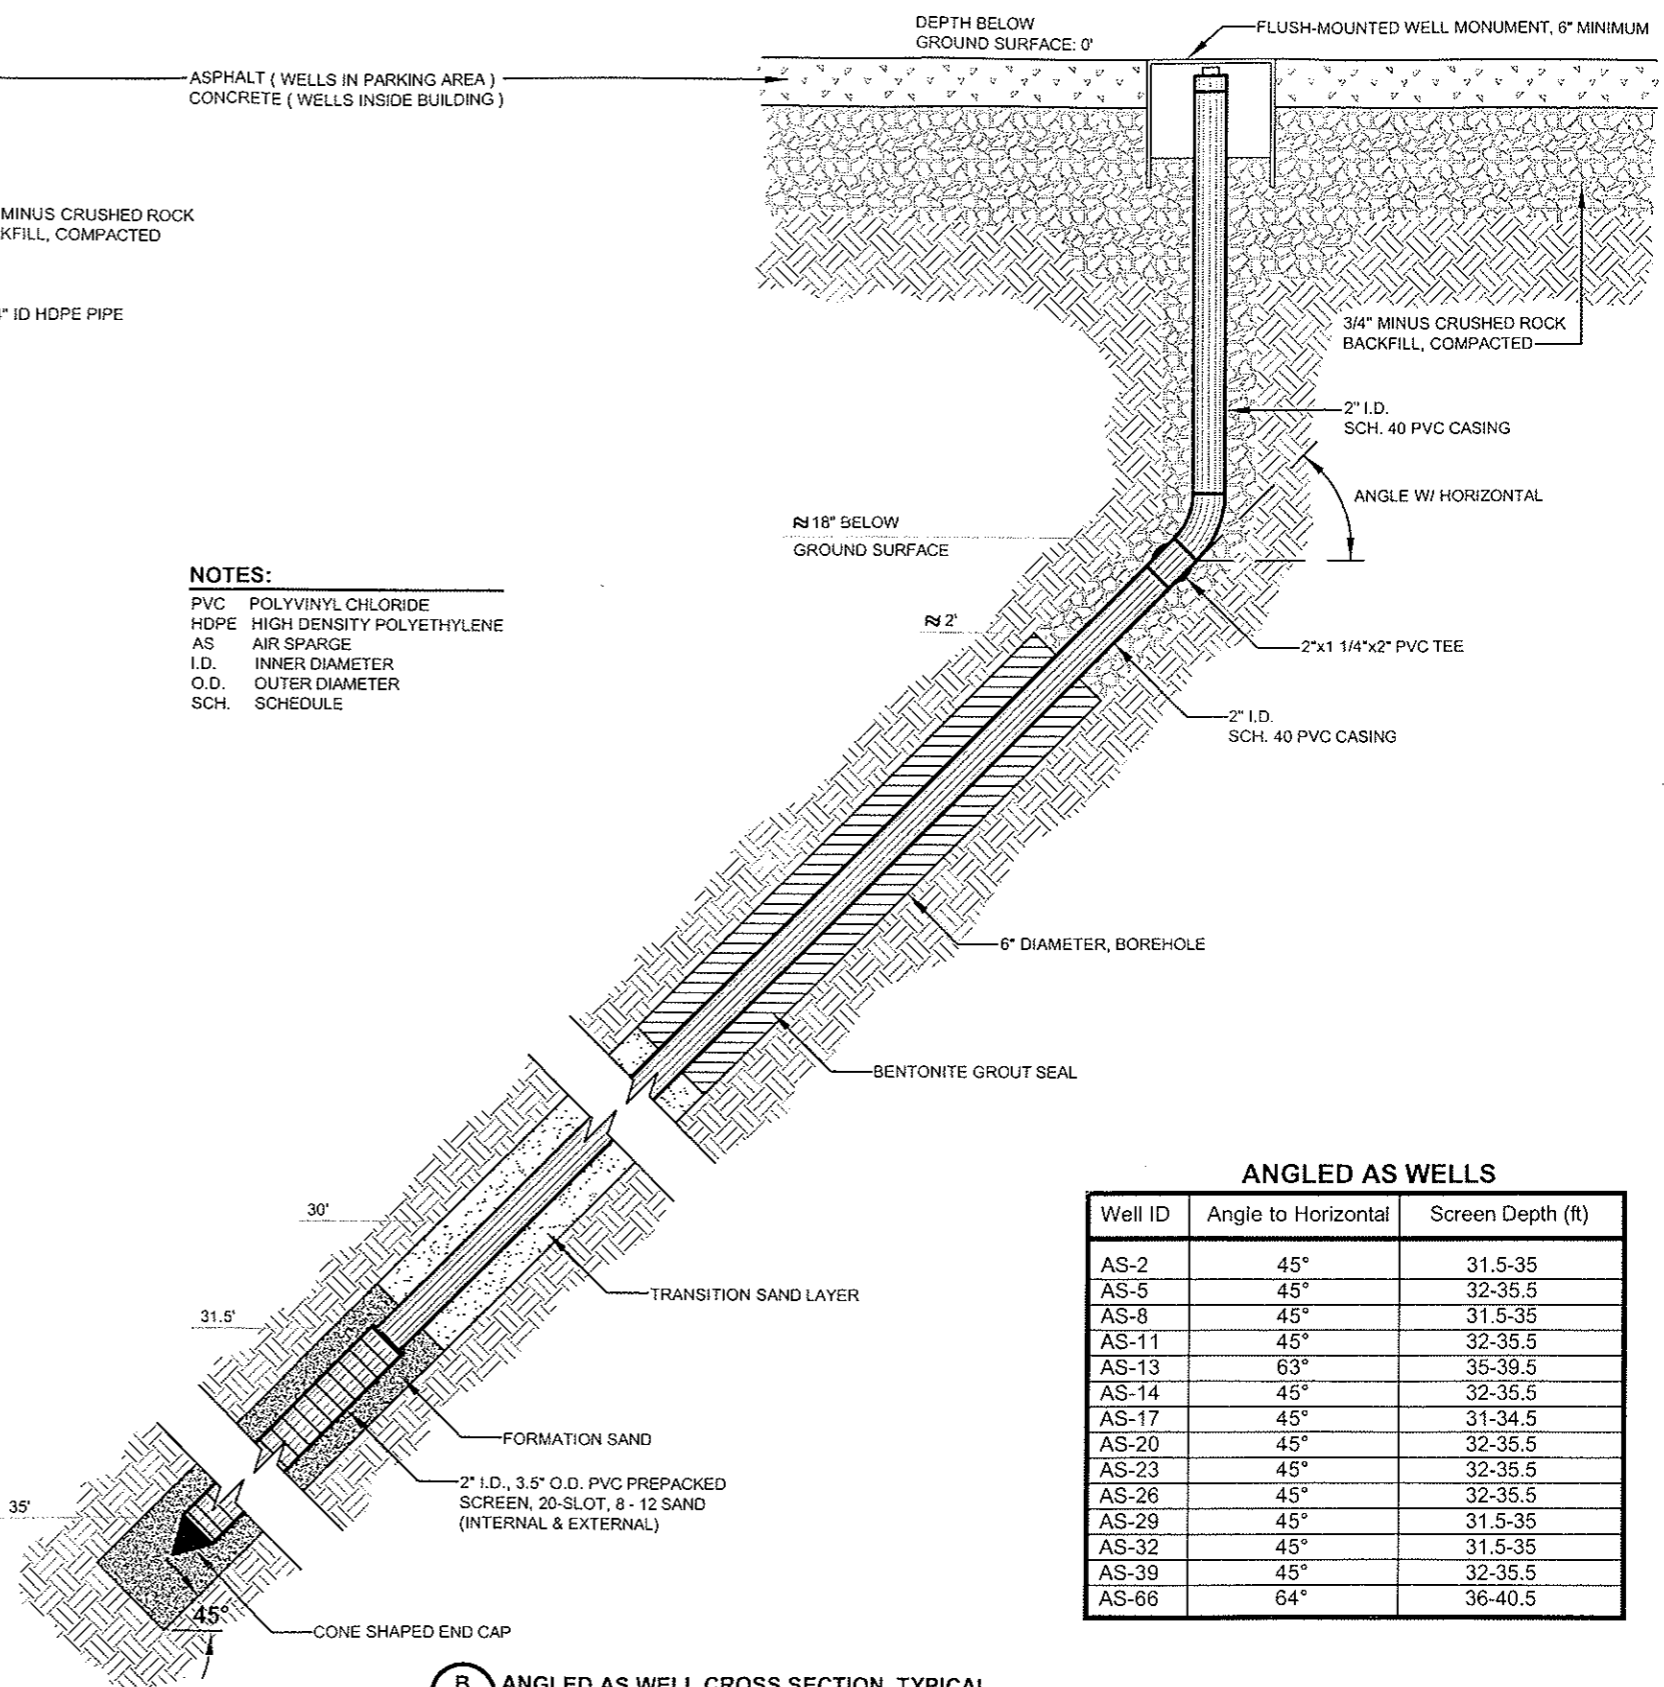 DEPTH BELOW
GROUND SURFACE: 0'
FLUSH-MOUNTED WELL MONUMENT, 6" MINIMUM
ASPHALT ( WELLS IN PARKING AREA )
CONCRETE ( WELLS INSIDE BUILDING )
MINUS CRUSHED ROCK
KFILL, COMPACTED
" ID HDPE PIPE
3/4" MINUS CRUSHED ROCK
BACKFILL, COMPACTED
2" I.D.
SCH. 40 PVC CASING
ANGLE W/ HORIZONTAL
≈18" BELOW
GROUND SURFACE
NOTES:
PVC POLYVINYL CHLORIDE
HDPE HIGH DENSITY POLYETHYLENE
AS AIR SPARGE
I.D. INNER DIAMETER
O.D. OUTER DIAMETER
SCH. SCHEDULE
≈ 2'
2"x1 1/4"x2" PVC TEE
2" I.D.
SCH. 40 PVC CASING
6" DIAMETER, BOREHOLE
BENTONITE GROUT SEAL
30'
TRANSITION SAND LAYER
31.5'
FORMATION SAND
2" I.D., 3.5" O.D. PVC PREPACKED
SCREEN, 20-SLOT, 8 - 12 SAND
(INTERNAL & EXTERNAL)
35'
45°
CONE SHAPED END CAP
ANGLED AS WELLS
Well ID Angle to Horizontal Screen Depth (ft)
AS-2 45° 31.5-35
AS-5 45° 32-35.5
AS-8 45° 31.5-35
AS-11 45° 32-35.5
AS-13 63° 35-39.5
AS-14 45° 32-35.5
AS-17 45° 31-34.5
AS-20 45° 32-35.5
AS-23 45° 32-35.5
AS-26 45° 32-35.5
AS-29 45° 31.5-35
AS-32 45° 31.5-35
AS-39 45° 32-35.5
AS-66 64° 36-40.5
B ANGLED AS WELL CROSS SECTION, TYPICAL